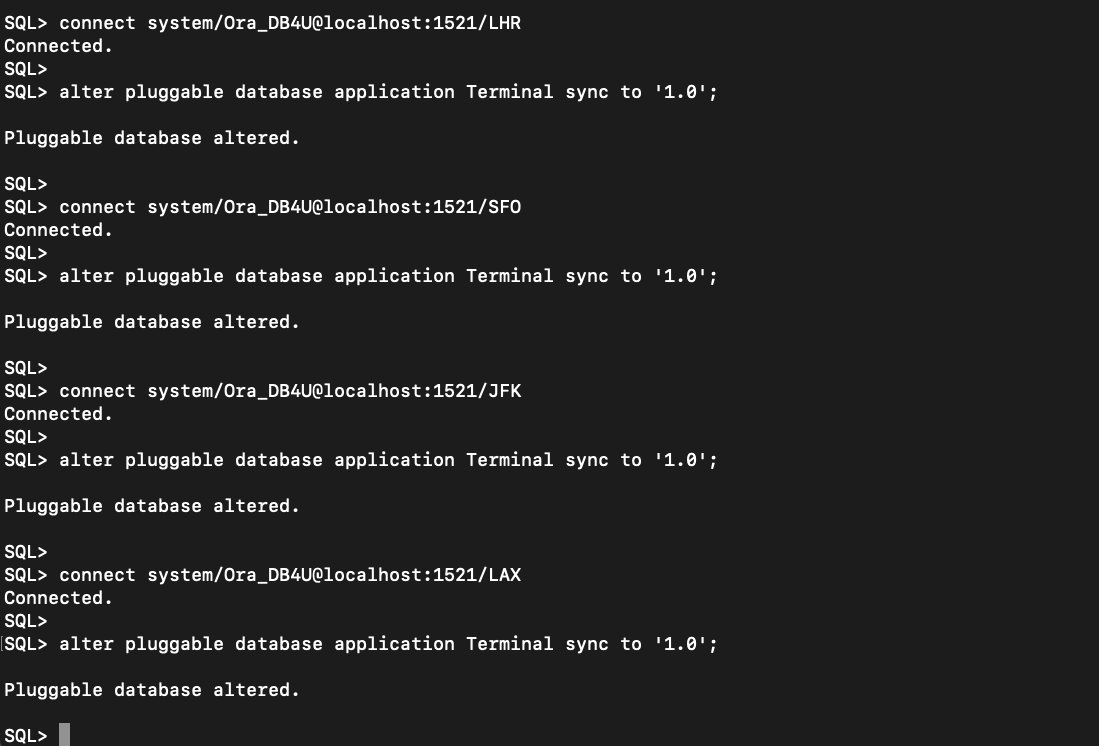 SQL> connect system/Ora_DB4U@localhost:1521/LHR
Connected.
SQL>
SQL> alter pluggable database application Terminal sync to '1.0';
Pluggable database altered.
SQL>
SQL> connect system/Ora_DB4U@localhost:1521/SFO
Connected.
SQL>
SQL> alter pluggable database application Terminal sync to '1.0';
Pluggable database altered.
SQL>
SQL> connect system/Ora_DB4U@localhost:1521/JFK
Connected.
SQL>
SQL> alter pluggable database application Terminal sync to '1.0';
Pluggable database altered.
SQL>
SQL> connect system/Ora_DB4U@localhost:1521/LAX
Connected.
SQL>
SQL> alter pluggable database application Terminal sync to '1.0';
Pluggable database altered.
SQL>